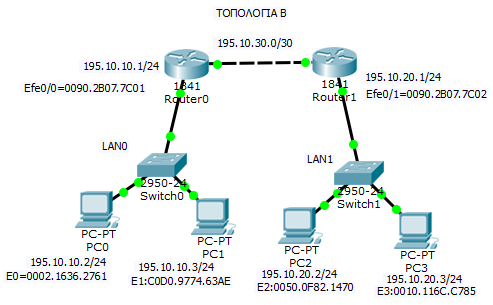 ΤΟΠΟΛΟΓΙΑ Β
195.10.30.0/30
195.10.10.1/24
Efe0/0=0090.2B07.7C01
1841
Router0
1841
Router1
195.10.20.1/24
Efe0/1=0090.2B07.7C02
LAN0
2950-24
Switch0
LAN1
2950-24
Switch1
PC-PT
PC0
195.10.10.2/24
E0=0002.1636.2761
PC-PT
PC1
195.10.10.3/24
E1:C0D0.9774.63AE
PC-PT
PC2
195.10.20.2/24
E2:0050.0F82.1470
PC-PT
PC3
195.10.20.3/24
E3:0010.116C.C785